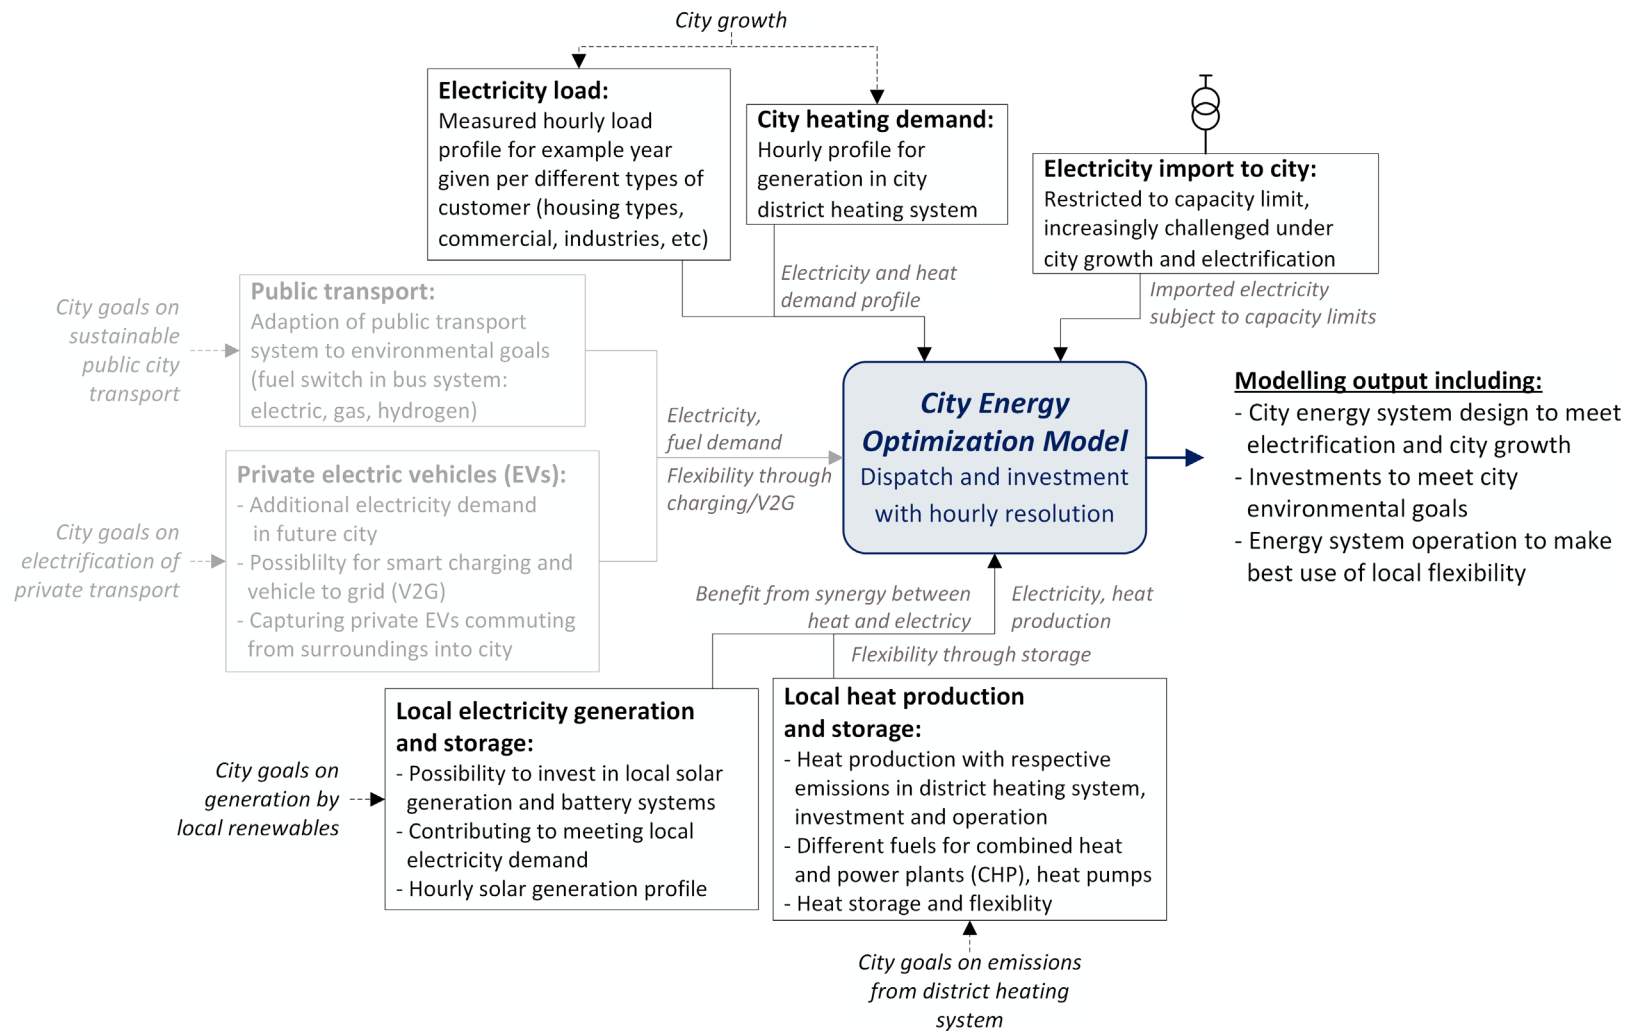 City growth
Electricity load:
Measured hourly load
profile for example year
given per different types of
customer (housing types,
commercial, industries, etc)
City heating demand:
Hourly profile for
generation in city
district heating system
Electricity import to city:
Restricted to capacity limit,
increasingly challenged under
city growth and electrification
Electricity and heat
demand profile
Imported electricity
subject to capacity limits
City goals on
sustainable
public city
transport
Public transport:
Adaption of public transport
system to environmental goals
(fuel switch in bus system:
electric, gas, hydrogen)
Electricity,
fuel demand
Flexibility through
charging/V2G
City goals on
electrification of
private transport
Private electric vehicles (EVs):
- Additional electricity demand
in future city
- Possiblilty for smart charging and
vehicle to grid (V2G)
- Capturing private EVs commuting
from surroundings into city
City Energy
Optimization Model
Dispatch and investment
with hourly resolution
Modelling output including:
- City energy system design to meet
electrification and city growth
- Investments to meet city
environmental goals
- Energy system operation to make
best use of local flexibility
Benefit from synergy between
heat and electricy
Electricity, heat
production
Flexibility through storage
City goals on
generation by
local renewables
Local electricity generation
and storage:
- Possibility to invest in local solar
generation and battery systems
- Contributing to meeting local
electricity demand
- Hourly solar generation profile
Local heat production
and storage:
- Heat production with respective
emissions in district heating system,
investment and operation
- Different fuels for combined heat
and power plants (CHP), heat pumps
- Heat storage and flexiblity
City goals on emissions
from district heating
system